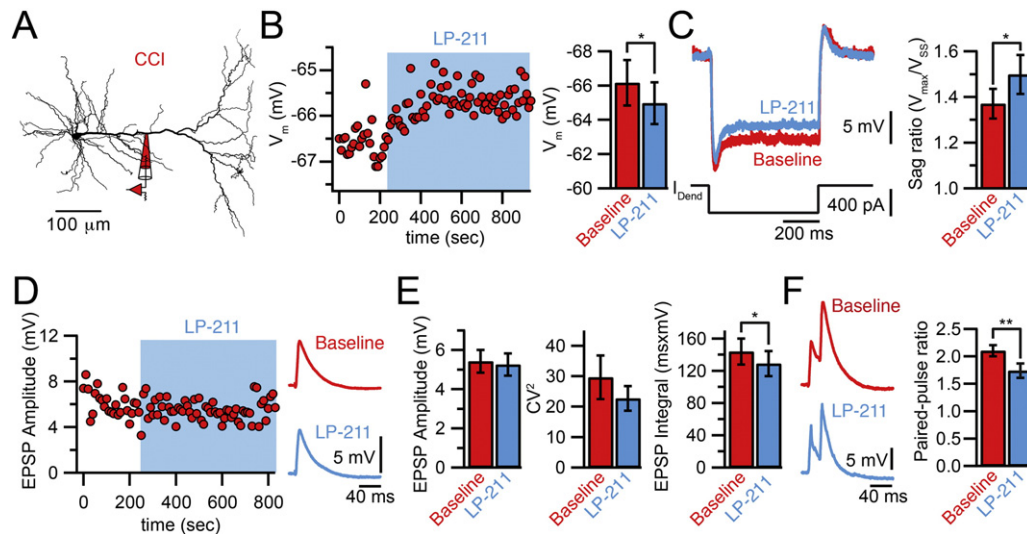 A
CCI
100 µm
B
LP-211
Vm (mV)
-65
-66
-67
0 200 400 600 800
time (sec)
Vm (mV)
-68
-66
-64
-62
-60
*
Baseline
LP-211
C
LP-211
Baseline
5 mV
IDend
400 pA
200 ms
Sag ratio (Vmax/VSS)
1.6
1.4
1.2
1.0
*
Baseline
LP-211
D
LP-211
EPSP Amplitude (mV)
12
8
4
0
0 200 400 600 800
time (sec)
Baseline
LP-211
5 mV
40 ms
E
EPSP Amplitude (mV)
6
4
2
0
Baseline
LP-211
CV²
40
30
20
10
0
Baseline
LP-211
EPSP Integral (msxmV)
160
120
80
40
0
*
Baseline
LP-211
F
Baseline
LP-211
5 mV
40 ms
Paired-pulse ratio
2.5
2.0
1.5
1.0
0.5
0.0
**
Baseline
LP-211